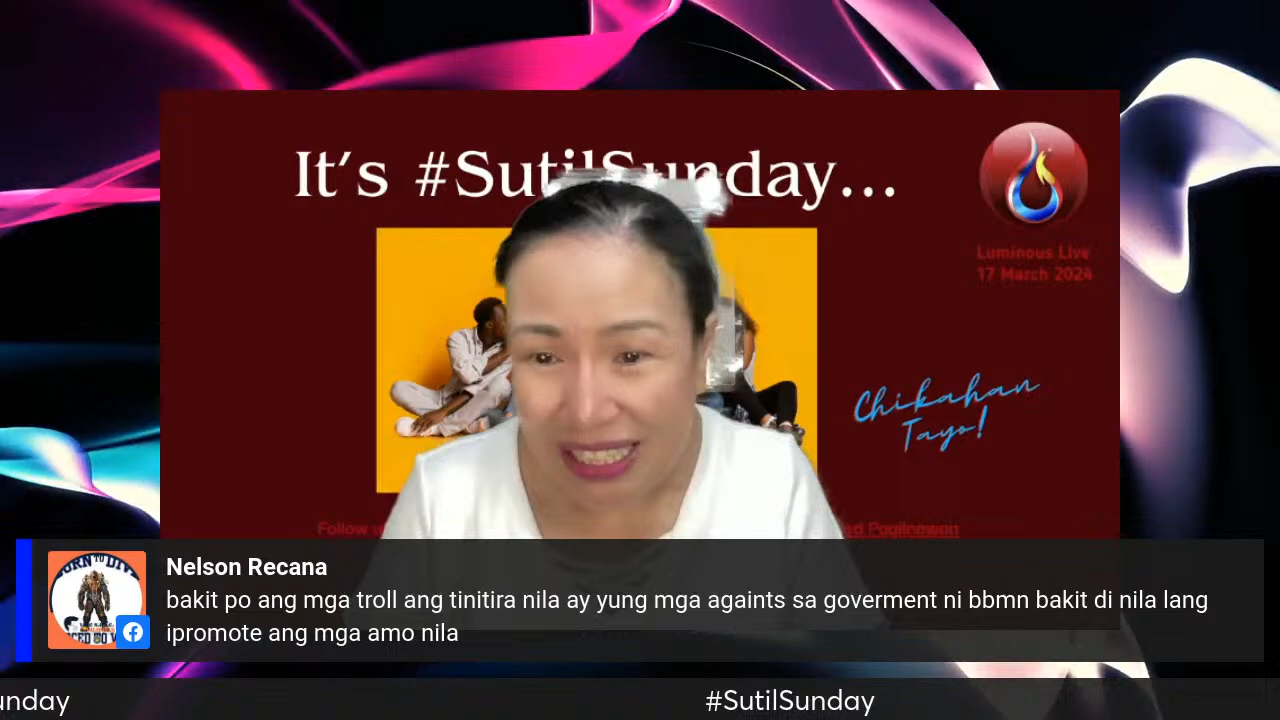 It's #SutilSunday...
Luminous Live
17 March 2024
Chikahan
Tayo!
Follow
Nelson Recana
bakit po ang mga troll ang tinitira nila ay yung mga againts sa goverment ni bbmn bakit di nila lang
ipromote ang mga amo nila
#SutilSunday